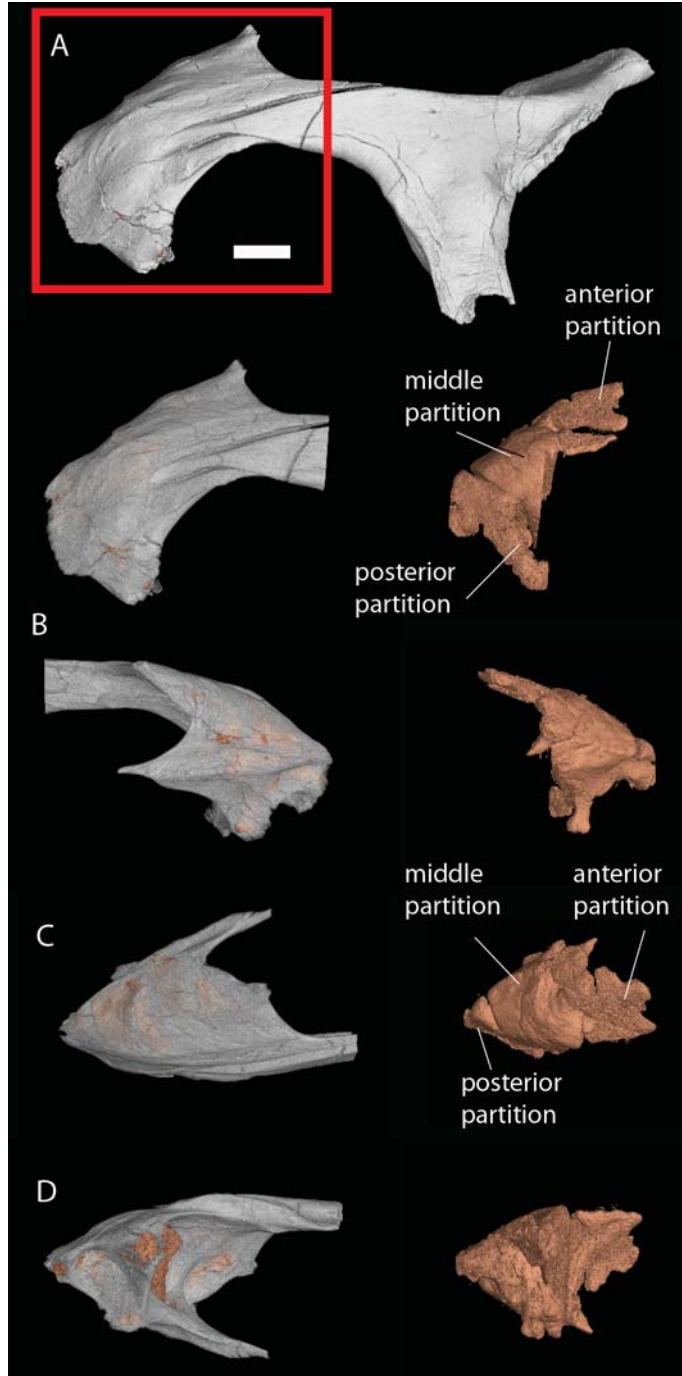 A
anterior
partition
middle
partition
posterior
partition
B
middle
partition
anterior
partition
C
posterior
partition
D